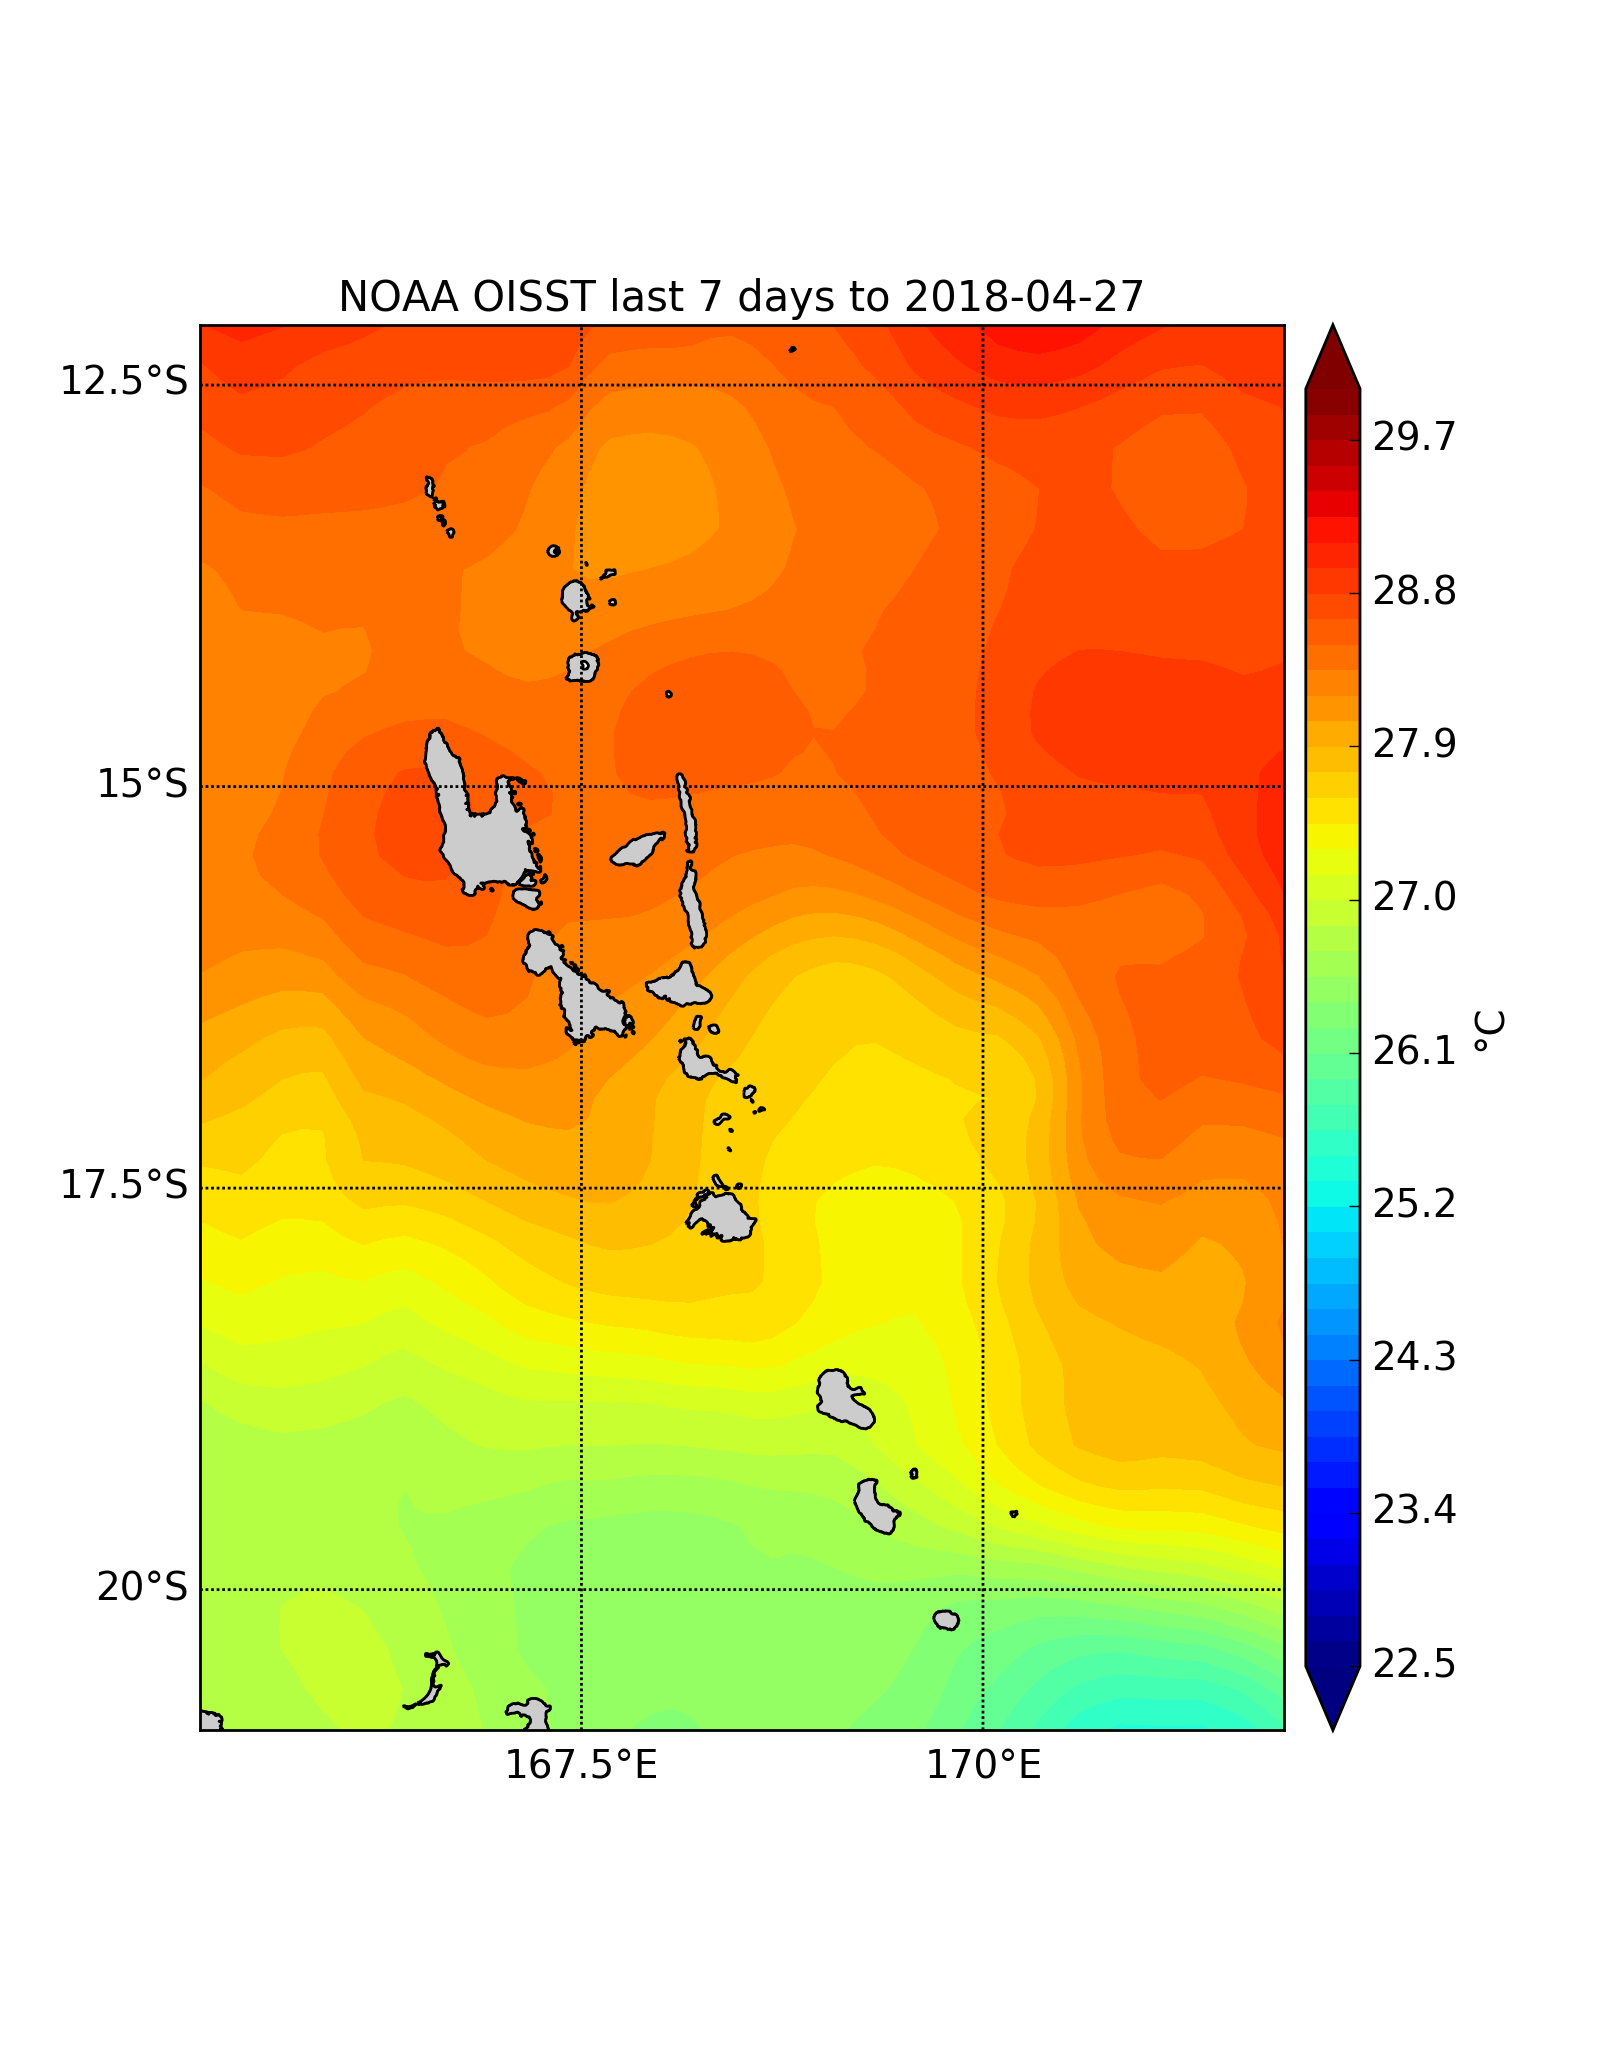 NOAA OISST last 7 days to 2018-04-27
12.5°S
15°S
17.5°S
20°S
167.5°E
170°E
29.7
28.8
27.9
27.0
26.1
25.2
24.3
23.4
22.5
°C